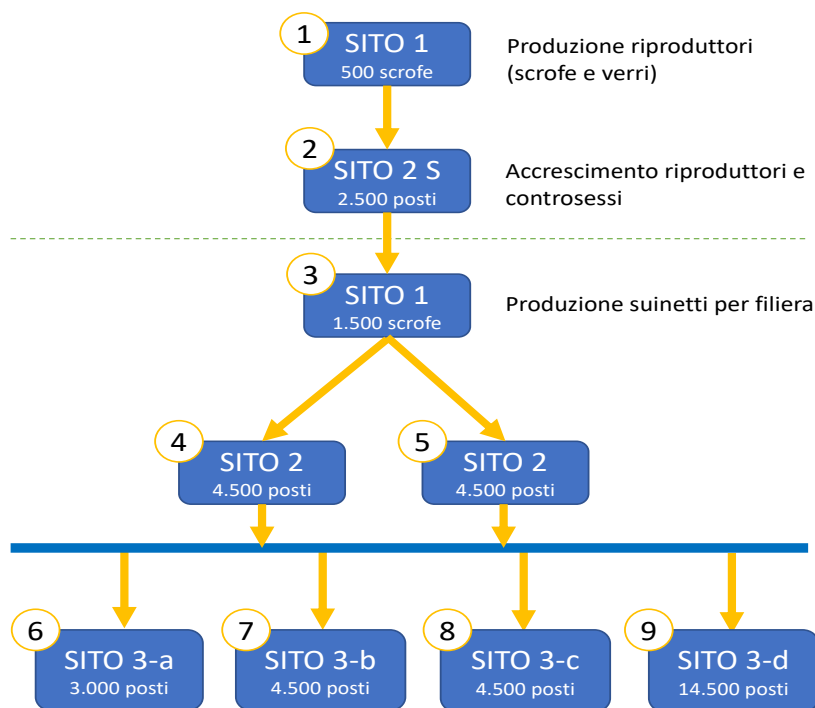 1
SITO 1
500 scrofe
Produzione riproduttori
(scrofe e verri)
2
SITO 2 S
2.500 posti
Accrescimento riproduttori e
controsessi
3
SITO 1
1.500 scrofe
Produzione suinetti per filiera
4
SITO 2
4.500 posti
5
SITO 2
4.500 posti
6
SITO 3-a
3.000 posti
7
SITO 3-b
4.500 posti
8
SITO 3-c
4.500 posti
9
SITO 3-d
14.500 posti